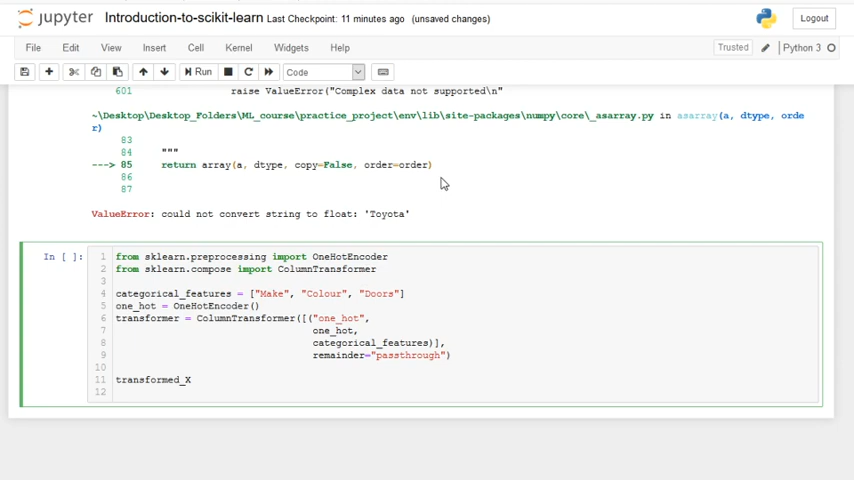 jupyter Introduction-to-scikit-learn Last Checkpoint: 11 minutes ago (unsaved changes) Logout
File Edit View Insert Cell Kernel Widgets Help Trusted Python 3
Run Code
601 raise ValueError("Complex data not supported\n"
~\Desktop\Desktop_Folders\ML_course\practice_project\env\lib\site-packages\numpy\core\_asarray.py in asarray(a, dtype, orde
r)
83
84 """
---> 85 return array(a, dtype, copy=False, order=order)
86
87
ValueError: could not convert string to float: 'Toyota'
In [ ]: 1 from sklearn.preprocessing import OneHotEncoder
2 from sklearn.compose import ColumnTransformer
3
4 categorical_features = ["Make", "Colour", "Doors"]
5 one_hot = OneHotEncoder()
6 transformer = ColumnTransformer([("one_hot",
7 one_hot,
8 categorical_features)],
9 remainder="passthrough")
10
11 transformed_X
12